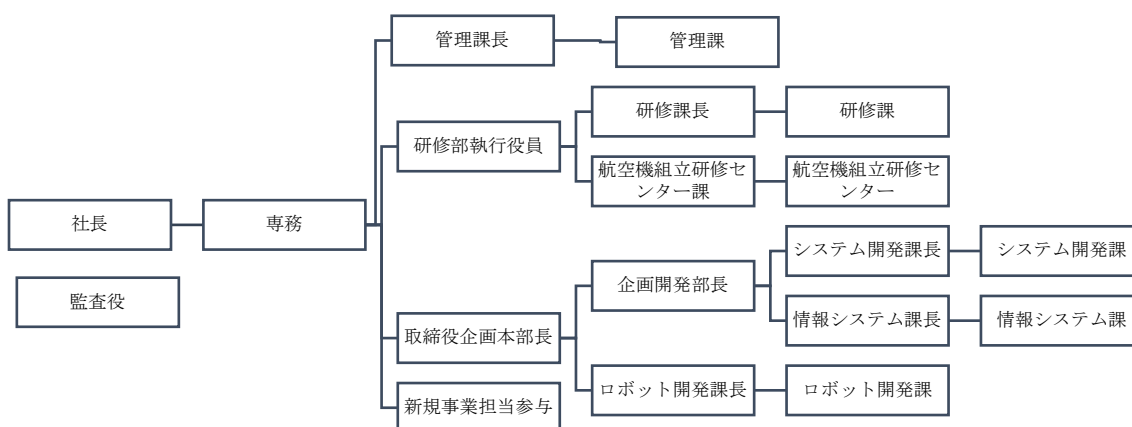 管理課長
管理課
研修部執行役員
研修課長
研修課
航空機組立研修セ
ンター課
航空機組立研修セ
ンター
社長
専務
監査役
取締役企画本部長
企画開発部長
システム開発課長
システム開発課
情報システム課長
情報システム課
ロボット開発課長
ロボット開発課
新規事業担当参与